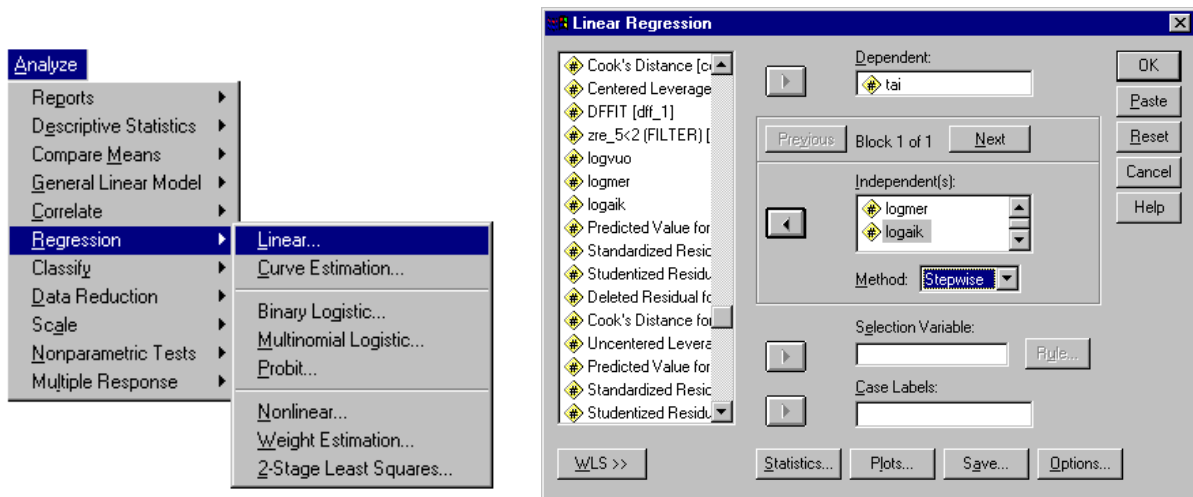 Analyze
Reports
Descriptive Statistics
Compare Means
General Linear Model
Correlate
Regression
Classify
Data Reduction
Scale
Nonparametric Tests
Multiple Response
Linear...
Curve Estimation...
Binary Logistic...
Multinomial Logistic...
Probit...
Nonlinear...
Weight Estimation...
2-Stage Least Squares...
Linear Regression
Cook's Distance [c
Centered Leverage
DFFIT [dff_1]
zre_5<2 (FILTER) [
logvuo
logmer
logaik
Predicted Value for
Standardized Resic
Studentized Residu
Deleted Residual fo
Cook's Distance for
Uncentered Levera
Predicted Value for
Standardized Resic
Studentized Residu
Dependent:
tai
Previous Block 1 of 1 Next
Independent(s):
logmer
logaik
Method: Stepwise
Selection Variable:
Rule...
Case Labels:
OK
Paste
Reset
Cancel
Help
WLS >> Statistics... Plots... Save... Options...